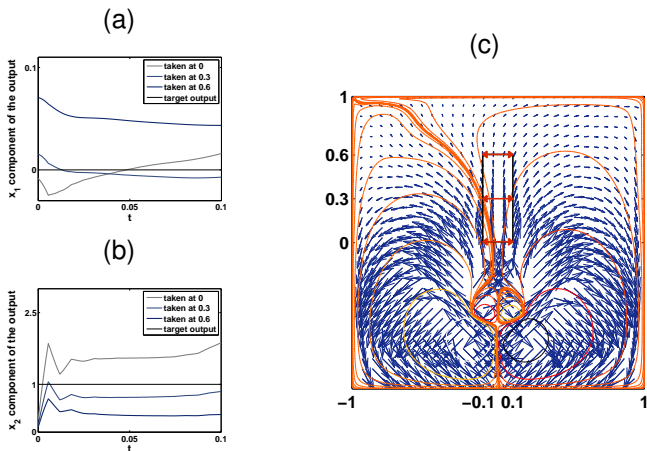 (a)
0.1
0
0
0.05
0.1
t
x1 component of the output
taken at 0
taken at 0.3
taken at 0.6
target output
(b)
2.5
1
0
0
0.05
0.1
t
x2 component of the output
taken at 0
taken at 0.3
taken at 0.6
target output
(c)
1
0.6
0.3
0
−1
−0.1
0.1
1